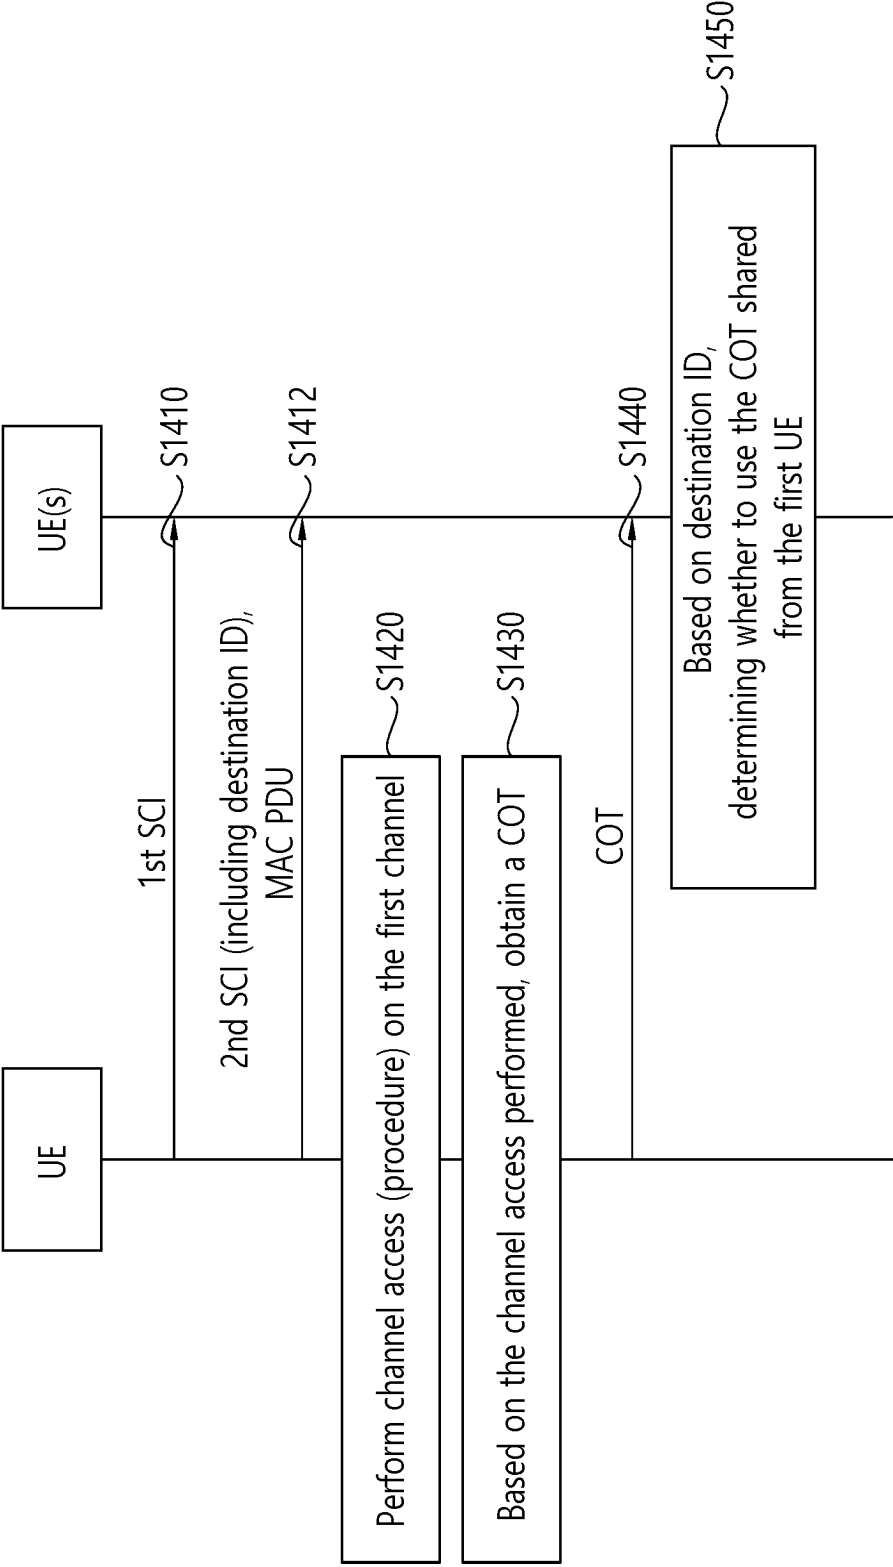 UE
UE(s)
1st SCI
S1410
2nd SCI (including destination ID),
MAC PDU
S1412
Perform channel access (procedure) on the first channel
S1420
Based on the channel access performed, obtain a COT
S1430
COT
S1440
Based on destination ID,
determining whether to use the COT shared
from the first UE
S1450